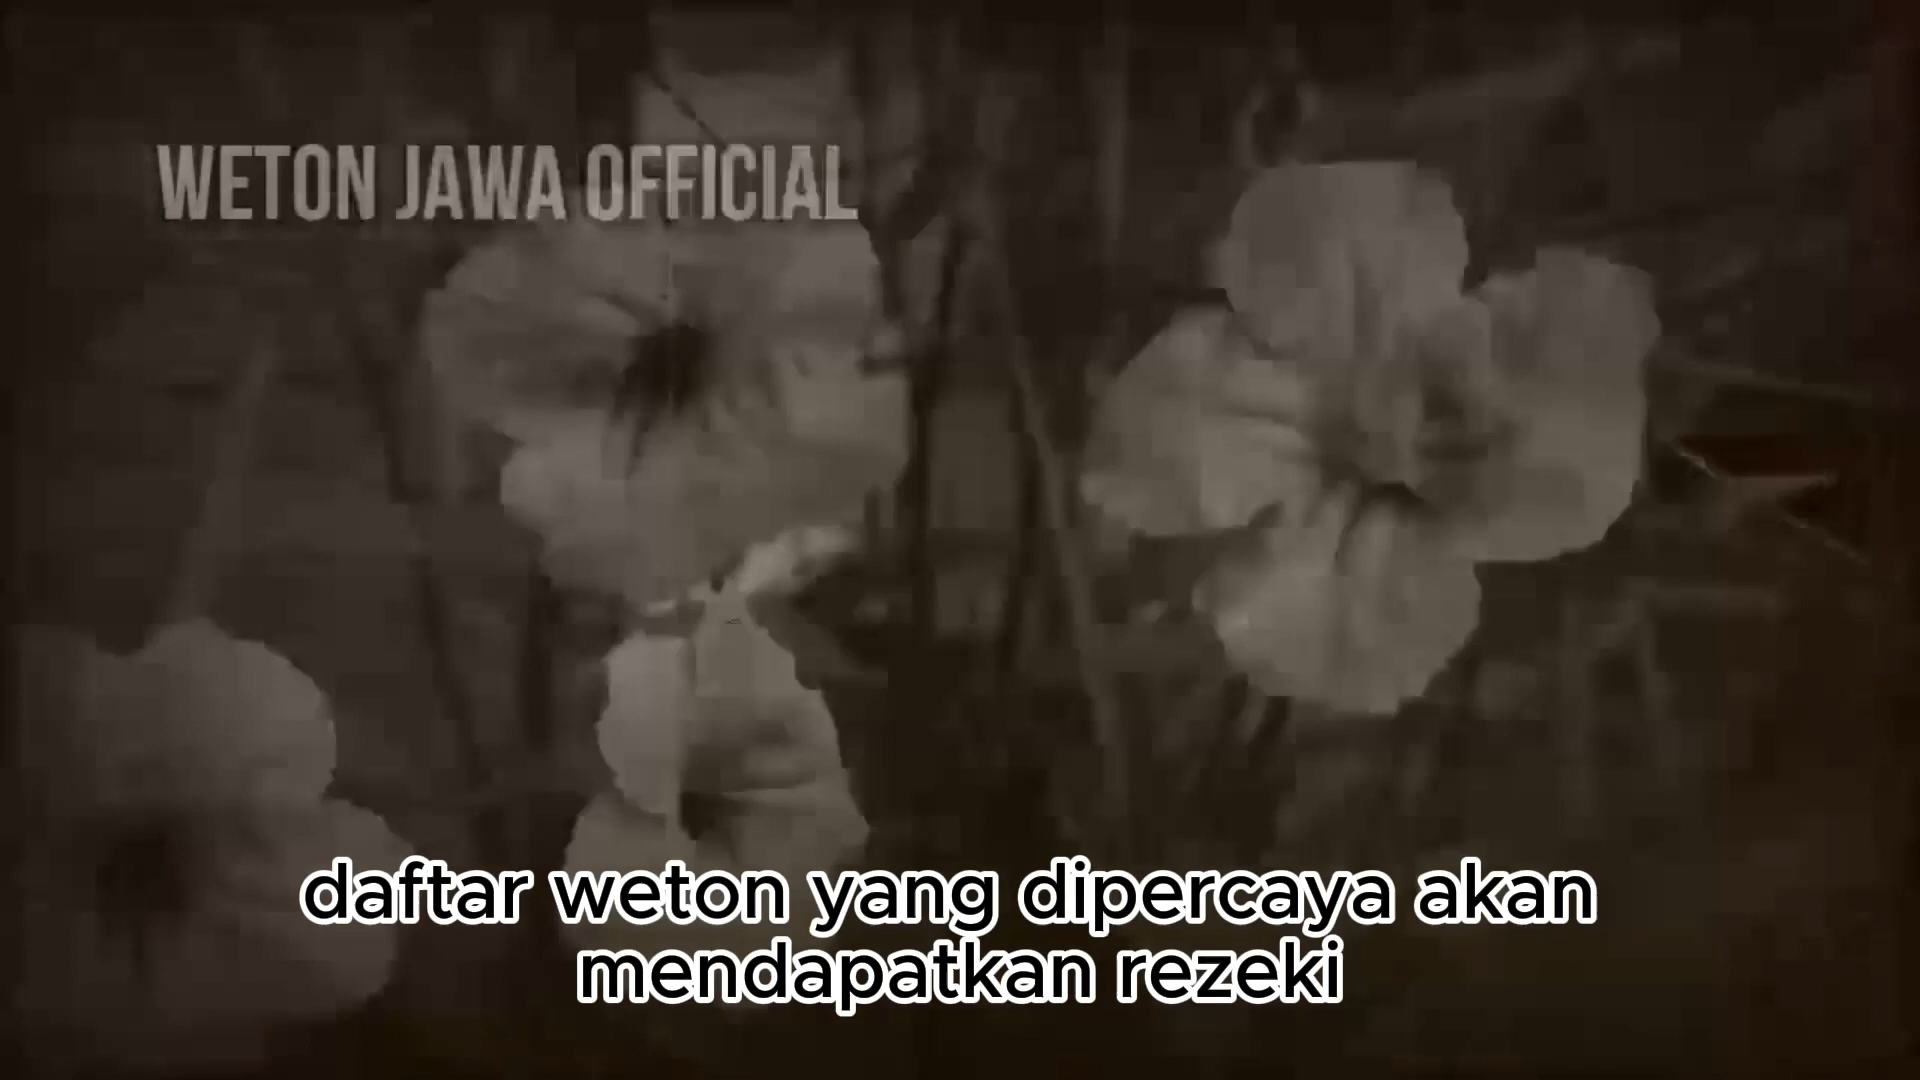 WETON JAWA OFFICIAL
daftar weton yang dipercaya akan
mendapatkan rezeki